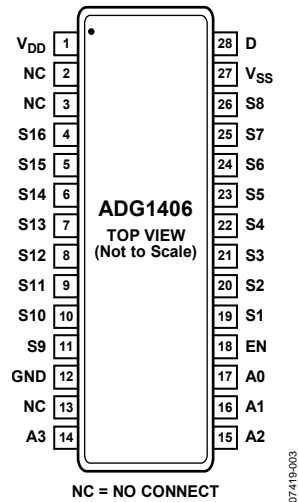 VDD 1
NC 2
NC 3
S16 4
S15 5
S14 6
S13 7
S12 8
S11 9
S10 10
S9 11
GND 12
NC 13
A3 14
ADG1406
TOP VIEW
(Not to Scale)
28 D
27 VSS
26 S8
25 S7
24 S6
23 S5
22 S4
21 S3
20 S2
19 S1
18 EN
17 A0
16 A1
15 A2
NC = NO CONNECT
07419-003